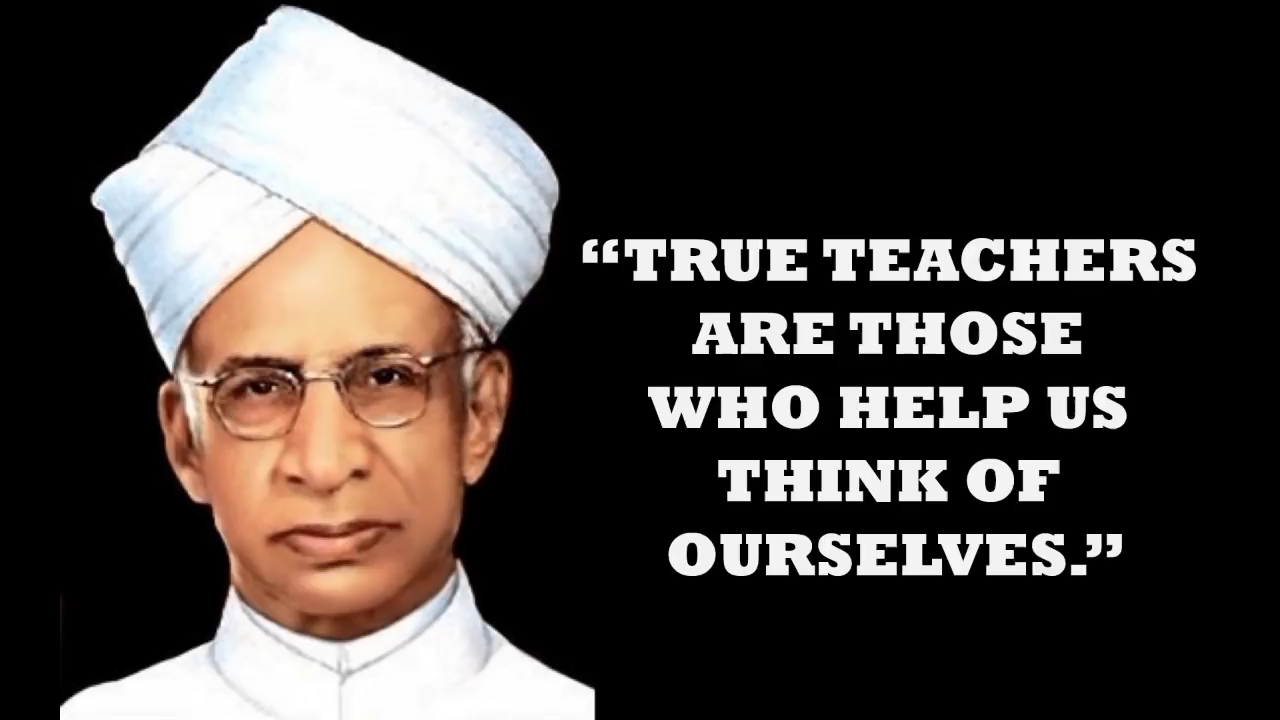 “TRUE TEACHERS
ARE THOSE
WHO HELP US
THINK OF
OURSELVES.”